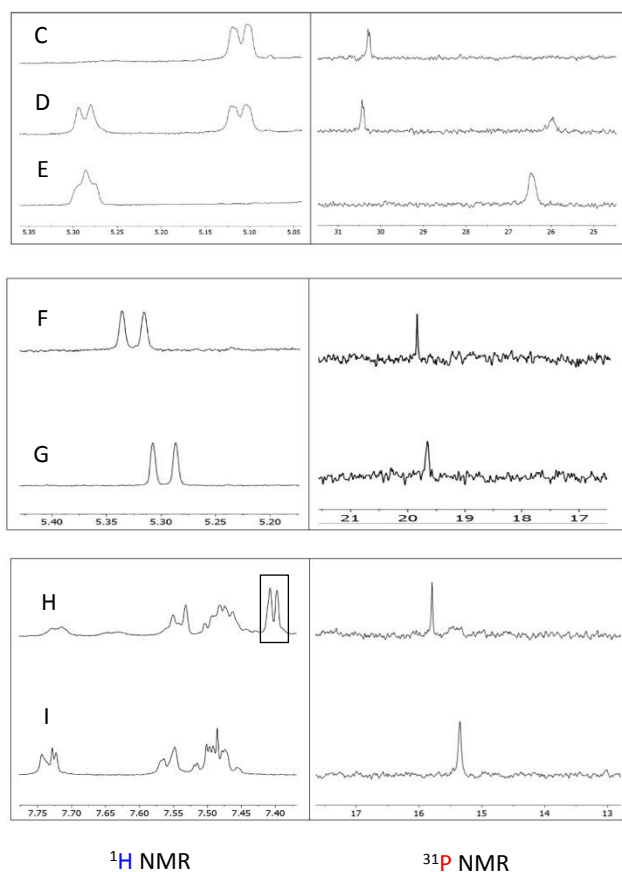 C
D
E
5.35 5.30 5.25 5.20 5.15 5.10 5.05
31 30 29 28 27 26 25
F
G
5.40 5.35 5.30 5.25 5.20
21 20 19 18 17
H
I
7.75 7.70 7.65 7.60 7.55 7.50 7.45 7.40
17 16 15 14 13
¹H NMR ³¹P NMR